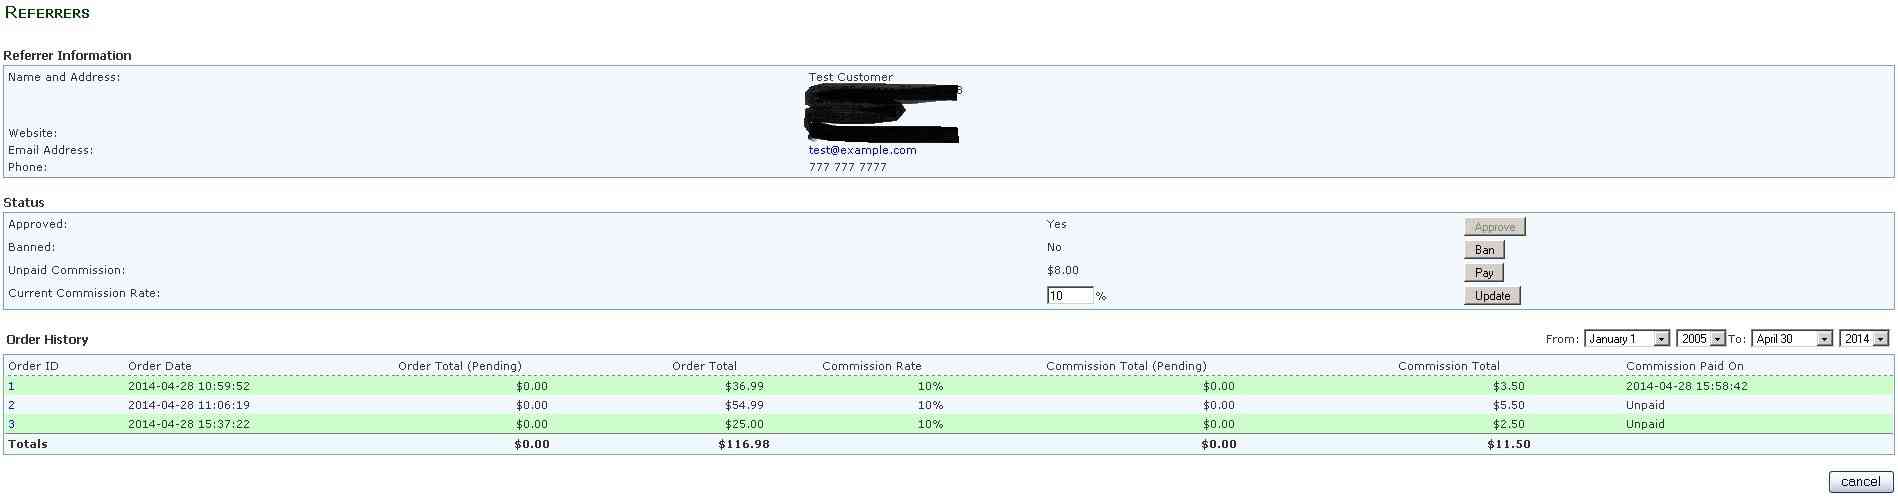 REFERRERS
Referrer Information
Name and Address: Test Customer
Website:
Email Address: test@example.com
Phone: 777 777 7777
Status
Approved: Yes Approve
Banned: No Ban
Unpaid Commission: $8.00 Pay
Current Commission Rate: 10 % Update
Order History From: January 1 2005 To: April 30 2014
Order ID Order Date Order Total (Pending) Order Total Commission Rate Commission Total (Pending) Commission Total Commission Paid On
1 2014-04-28 10:59:52 $0.00 $36.99 10% $0.00 $3.50 2014-04-28 15:58:42
2 2014-04-28 11:06:19 $0.00 $54.99 10% $0.00 $5.50 Unpaid
3 2014-04-28 15:37:22 $0.00 $25.00 10% $0.00 $2.50 Unpaid
Totals $0.00 $116.98 $0.00 $11.50
cancel